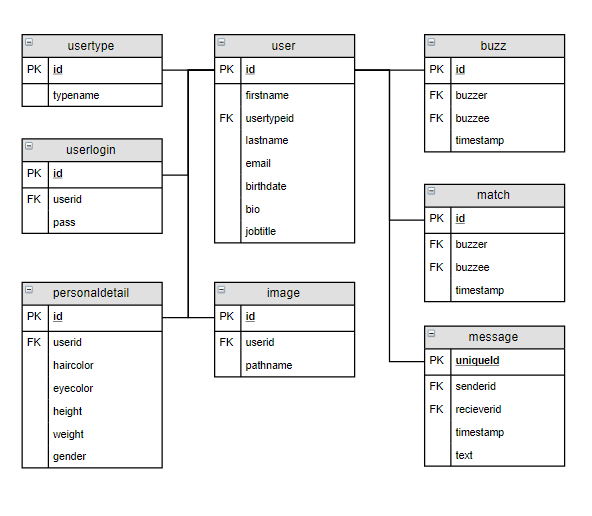 usertype
PK id
typename
user
PK id
firstname
FK usertypeid
lastname
email
birthdate
bio
jobtitle
buzz
PK id
FK buzzer
FK buzzee
timestamp
userlogin
PK id
FK userid
pass
match
PK id
FK buzzer
FK buzzee
timestamp
personaldetail
PK id
FK userid
haircolor
eyecolor
height
weight
gender
image
PK id
FK userid
pathname
message
PK uniqueId
FK senderid
FK recieverid
timestamp
text